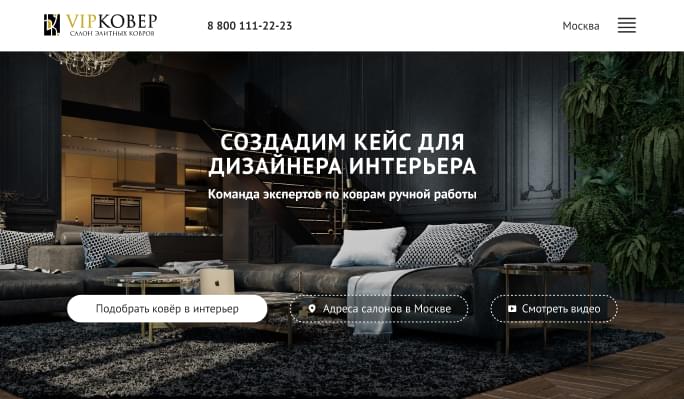 VIPКОВЕР
САЛОН ЭЛИТНЫХ КОВРОВ
8 800 111-22-23
Москва
СОЗДАДИМ КЕЙС ДЛЯ
ДИЗАЙНЕРА ИНТЕРЬЕРА
Команда экспертов по коврам ручной работы
Подобрать ковёр в интерьер
Адреса салонов в Москве
Смотреть видео